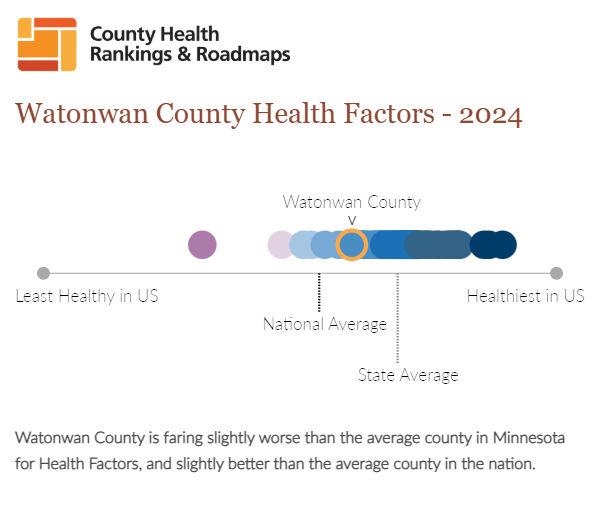 County Health
Rankings & Roadmaps
Watonwan County Health Factors - 2024
Watonwan County
Least Healthy in US
Healthiest in US
National Average
State Average
Watonwan County is faring slightly worse than the average county in Minnesota
for Health Factors, and slightly better than the average county in the nation.